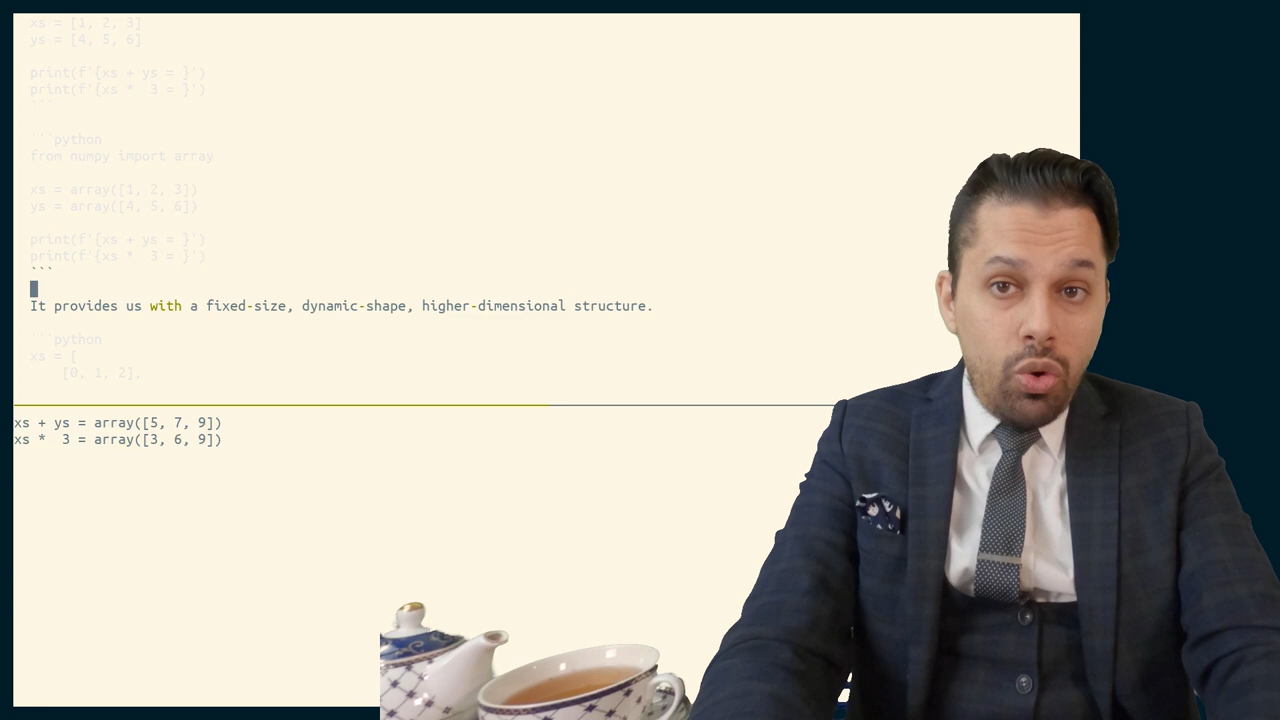 xs = [1, 2, 3]
ys = [4, 5, 6]
print(f'{xs + ys = }')
print(f'{xs *  3 = }')
```
```python
from numpy import array
xs = array([1, 2, 3])
ys = array([4, 5, 6])
print(f'{xs + ys = }')
print(f'{xs *  3 = }')
```
It provides us with a fixed-size, dynamic-shape, higher-dimensional structure.
```python
xs = [
    [0, 1, 2],
xs + ys = array([5, 7, 9])
xs *  3 = array([3, 6, 9])